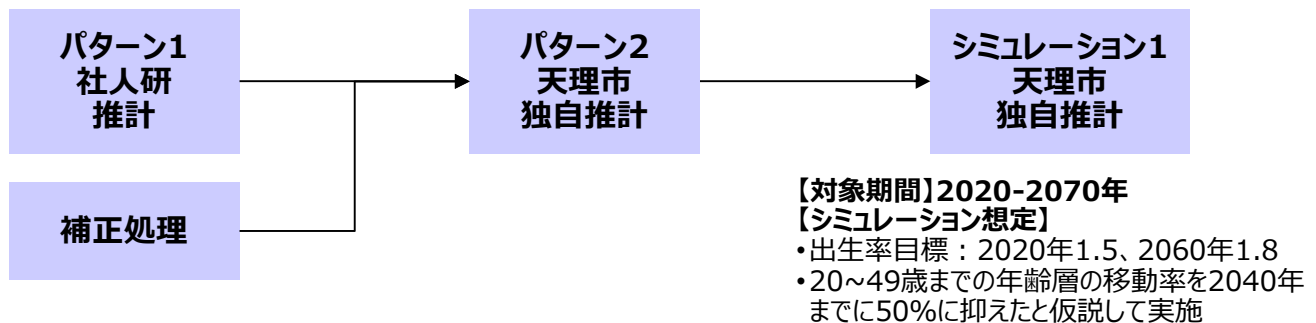 パターン1
社人研
推計
パターン2
天理市
独自推計
シミュレーション1
天理市
独自推計
補正処理
【対象期間】2020-2070年
【シミュレーション想定】
•出生率目標：2020年1.5、2060年1.8
•20~49歳までの年齢層の移動率を2040年
までに50%に抑えたと仮説して実施